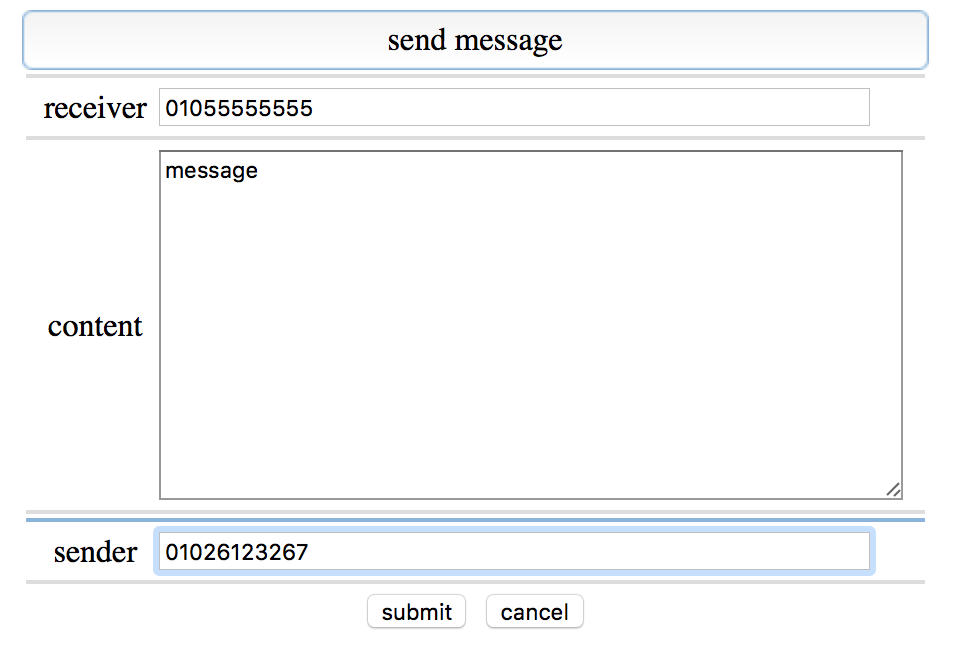 send message
receiver 01055555555
message
content
sender 01026123267
submit cancel